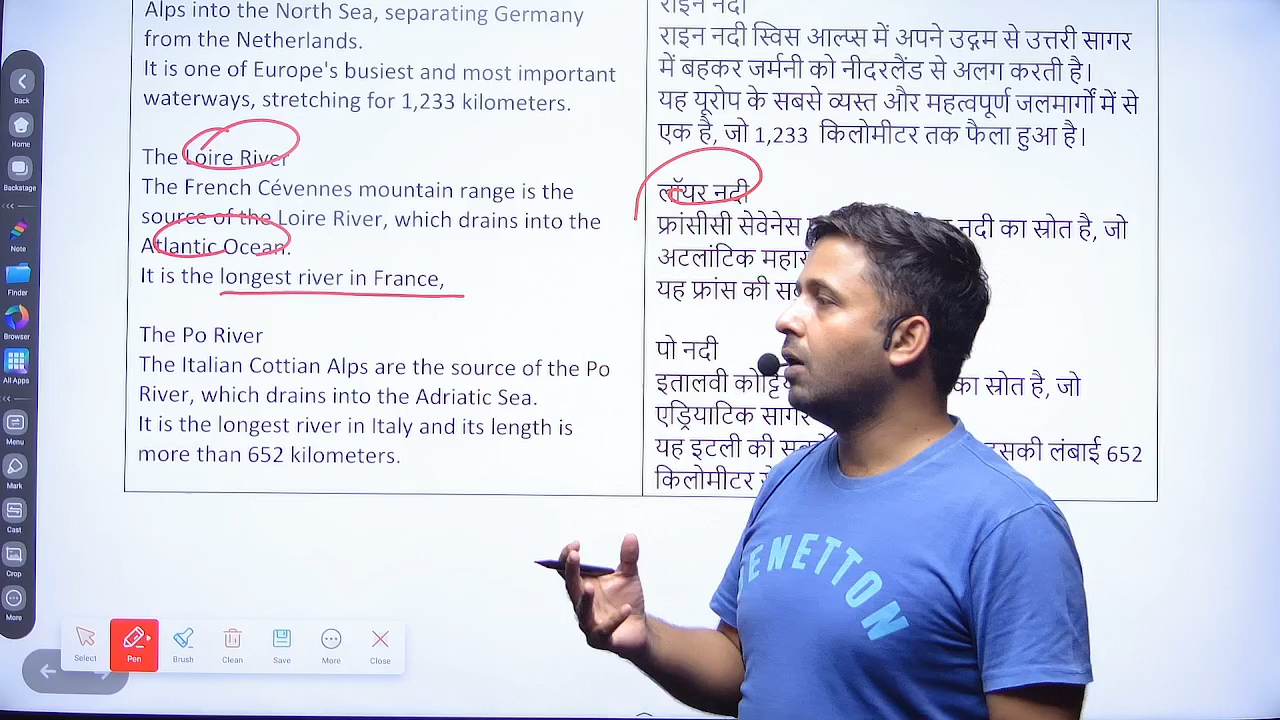 Alps into the North Sea, separating Germany
from the Netherlands.
It is one of Europe's busiest and most important
waterways, stretching for 1,233 kilometers.
The Loire River
The French Cévennes mountain range is the
source of the Loire River, which drains into the
Atlantic Ocean.
It is the longest river in France,
The Po River
The Italian Cottian Alps are the source of the Po
River, which drains into the Adriatic Sea.
It is the longest river in Italy and its length is
more than 652 kilometers.
राइन नदी
राइन नदी स्विस आल्प्स में अपने उद्गम से उत्तरी सागर
में बहकर जर्मनी को नीदरलैंड से अलग करती है।
यह यूरोप के सबसे व्यस्त और महत्वपूर्ण जलमार्गों में से
एक है, जो 1,233 किलोमीटर तक फैला हुआ है।
लॉयर नदी
फ्रांसीसी सेवेनेस नदी का स्रोत है, जो
अटलांटिक
यह फ्रांस की
पो नदी
इतालवी का स्रोत है, जो
एड्रियाटिक सागर
यह इटली की इसकी लंबाई 652
किलोमीटर
Back
Home
Backstage
Note
Finder
Browser
All Apps
Menu
Mark
Cast
Crop
More
Select
Pen
Brush
Clean
Save
More
Close
BENETTON